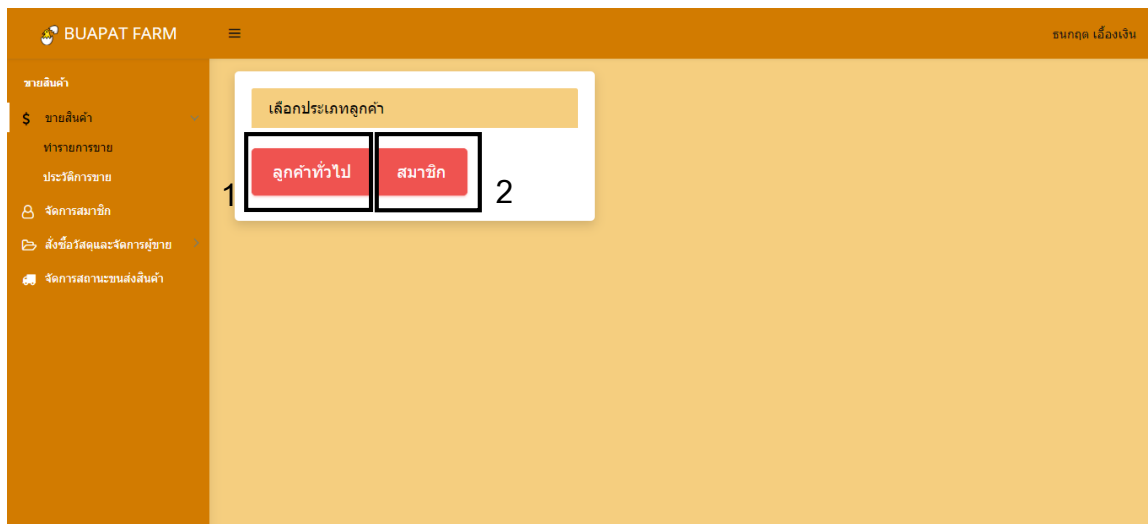 BUAPAT FARM
ธนกฤต เอื้องเงิน
ขายสินค้า
$ ขายสินค้า
ทำรายการขาย
ประวัติการขาย
จัดการสมาชิก
สั่งซื้อวัสดุและจัดการผู้ขาย
จัดการสถานะขนส่งสินค้า
เลือกประเภทลูกค้า
1 ลูกค้าทั่วไป สมาชิก 2